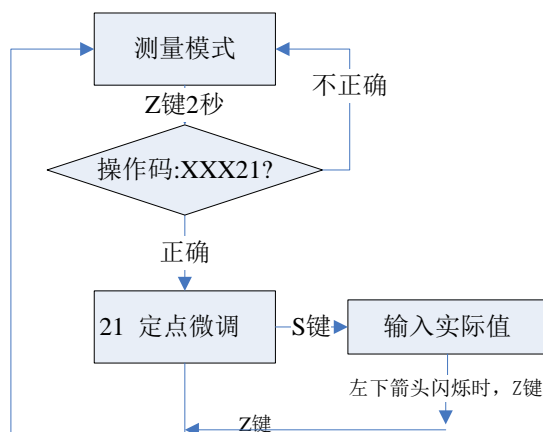 测量模式
不正确
Z键2秒
操作码:XXX21?
正确
21 定点微调
S键
输入实际值
左下箭头闪烁时，Z键
Z键